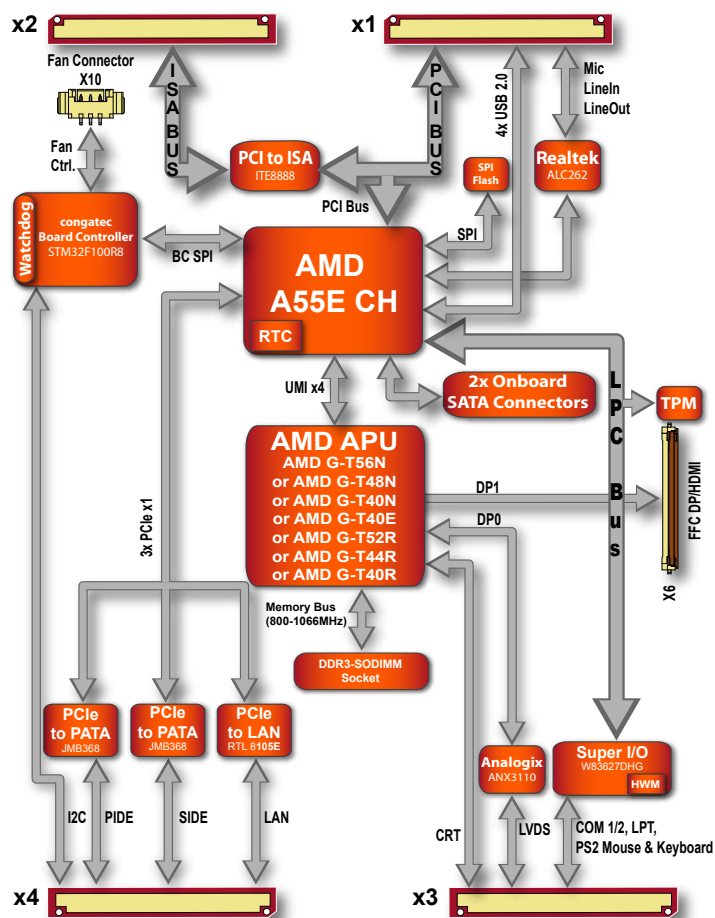 x2
x1
Fan Connector
X10
Fan
Ctrl.
ISA BUS
PCI BUS
4x USB 2.0
Mic
LineIn
LineOut
PCI to ISA
ITE8888
SPI
Flash
Realtek
ALC262
PCI Bus
Watchdog
congatec
Board Controller
STM32F100R8
BC SPI
AMD
A55E CH
RTC
SPI
UMI x4
2x Onboard
SATA Connectors
LPC Bus
TPM
AMD APU
AMD G-T56N
or AMD G-T48N
or AMD G-T40N
or AMD G-T40E
or AMD G-T52R
or AMD G-T44R
or AMD G-T40R
DP1
DP0
FFC DP/HDMI
X6
3x PCIe x1
Memory Bus
(800-1066MHz)
DDR3-SODIMM
Socket
PCIe
to PATA
JMB368
PCIe
to PATA
JMB368
PCIe
to LAN
RTL 8105E
Analogix
ANX3110
Super I/O
W83627DHG
HWM
I2C
PIDE
SIDE
LAN
CRT
LVDS
COM 1/2, LPT,
PS2 Mouse & Keyboard
x4
x3